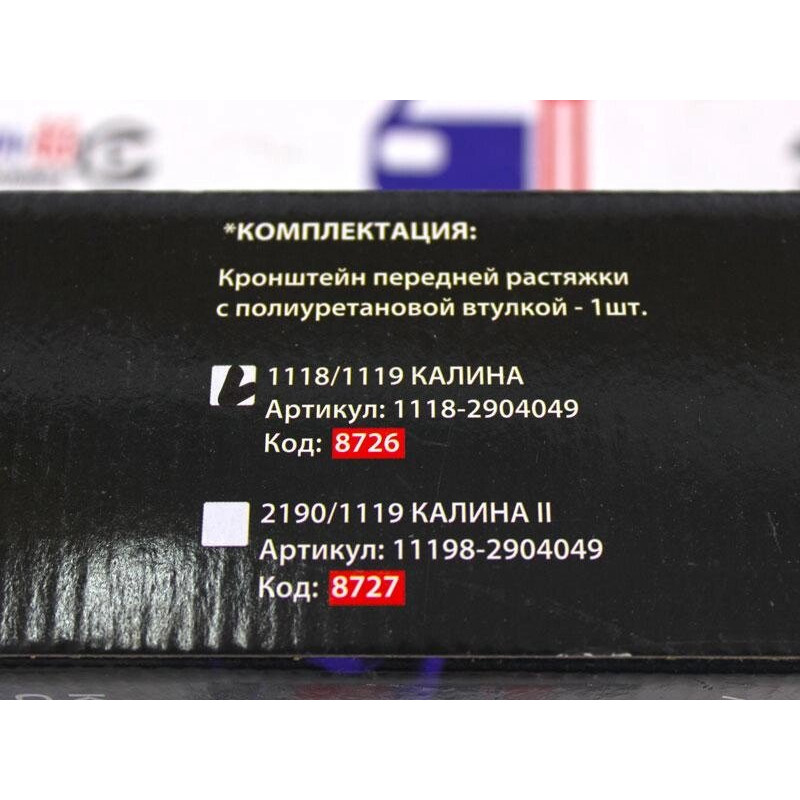 *КОМПЛЕКТАЦИЯ:
Кронштейн передней растяжки
с полиуретановой втулкой - 1шт.
1118/1119 КАЛИНА
Артикул: 1118-2904049
Код: 8726
2190/1119 КАЛИНА II
Артикул: 11198-2904049
Код: 8727